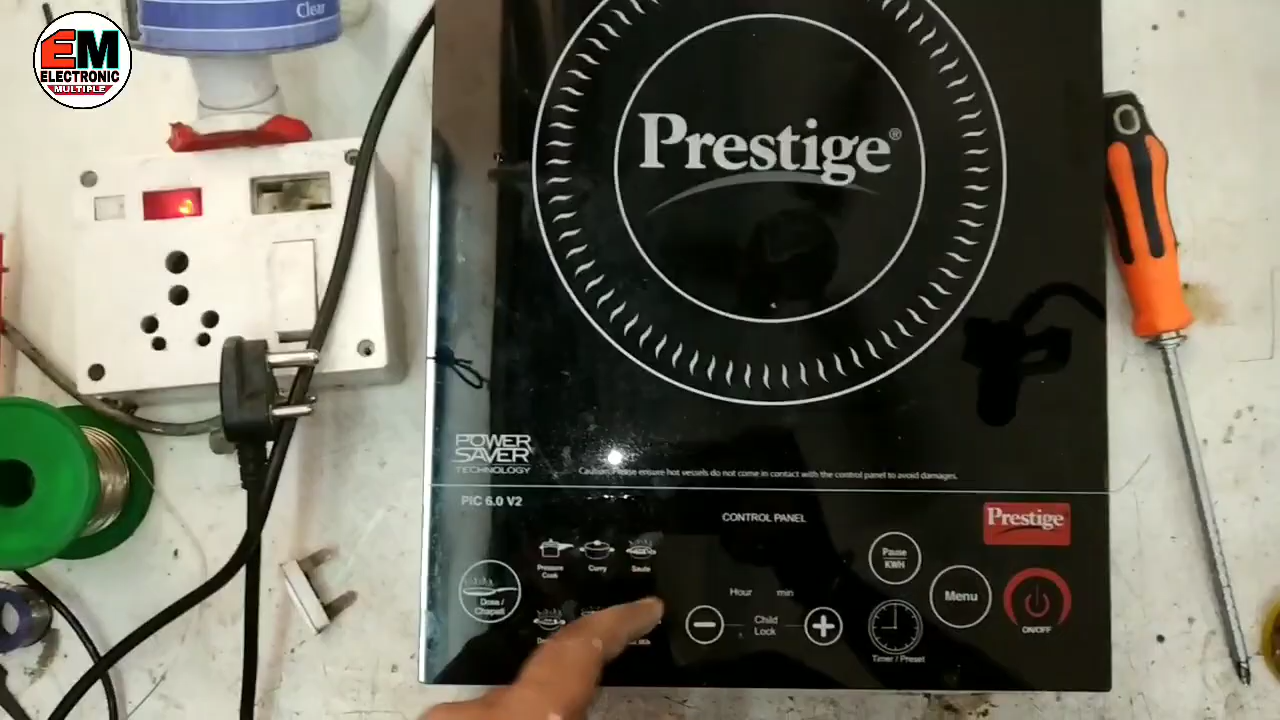 Clear
EM
ELECTRONIC
MULTIPLE
Prestige®
POWER
SAVER
TECHNOLOGY
Caution: Please ensure hot vessels do not come in contact with the control panel to avoid damages.
PIC 6.0 V2
CONTROL PANEL
Prestige
Pressure
Cook
Curry
Saute
Pause
KWH
Dosa /
Chapati
Hour
min
Menu
Child
Lock
ON/OFF
Timer / Preset